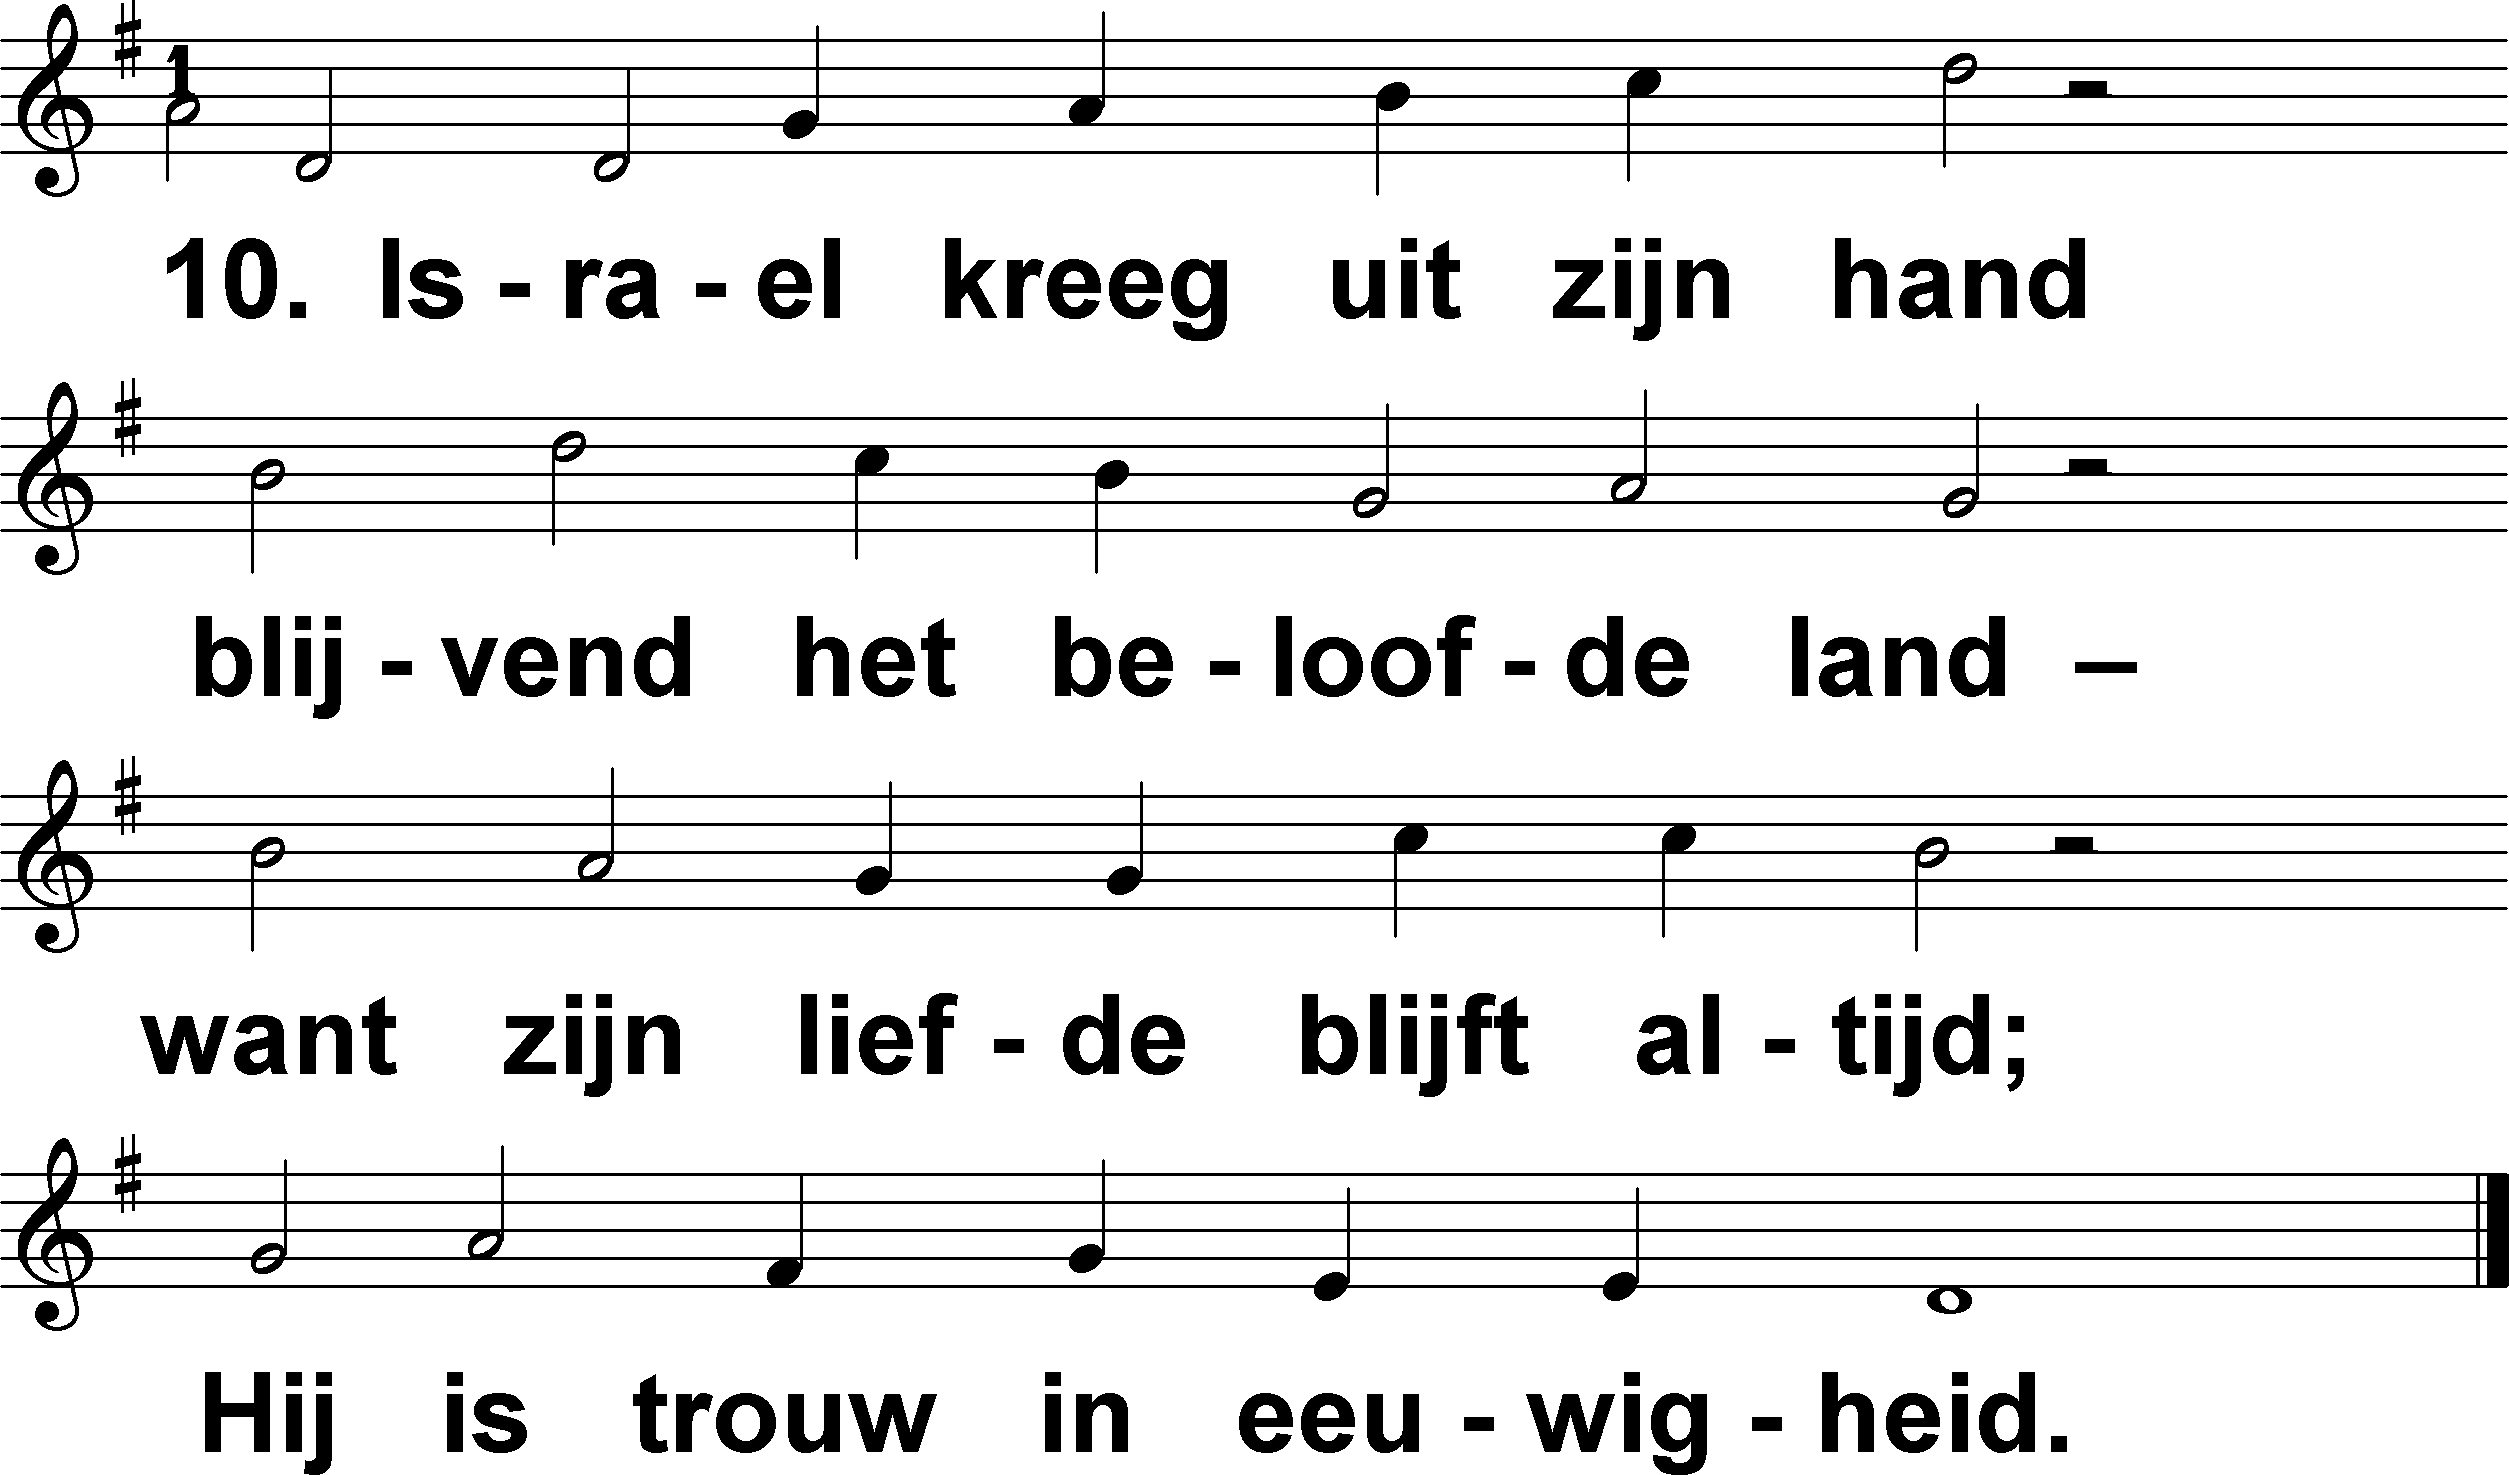 1
10. Is - ra - el kreeg uit zijn hand
blij - vend het be - loof - de land –
want zijn lief - de blijft al - tijd;
Hij is trouw in eeu - wig - heid.